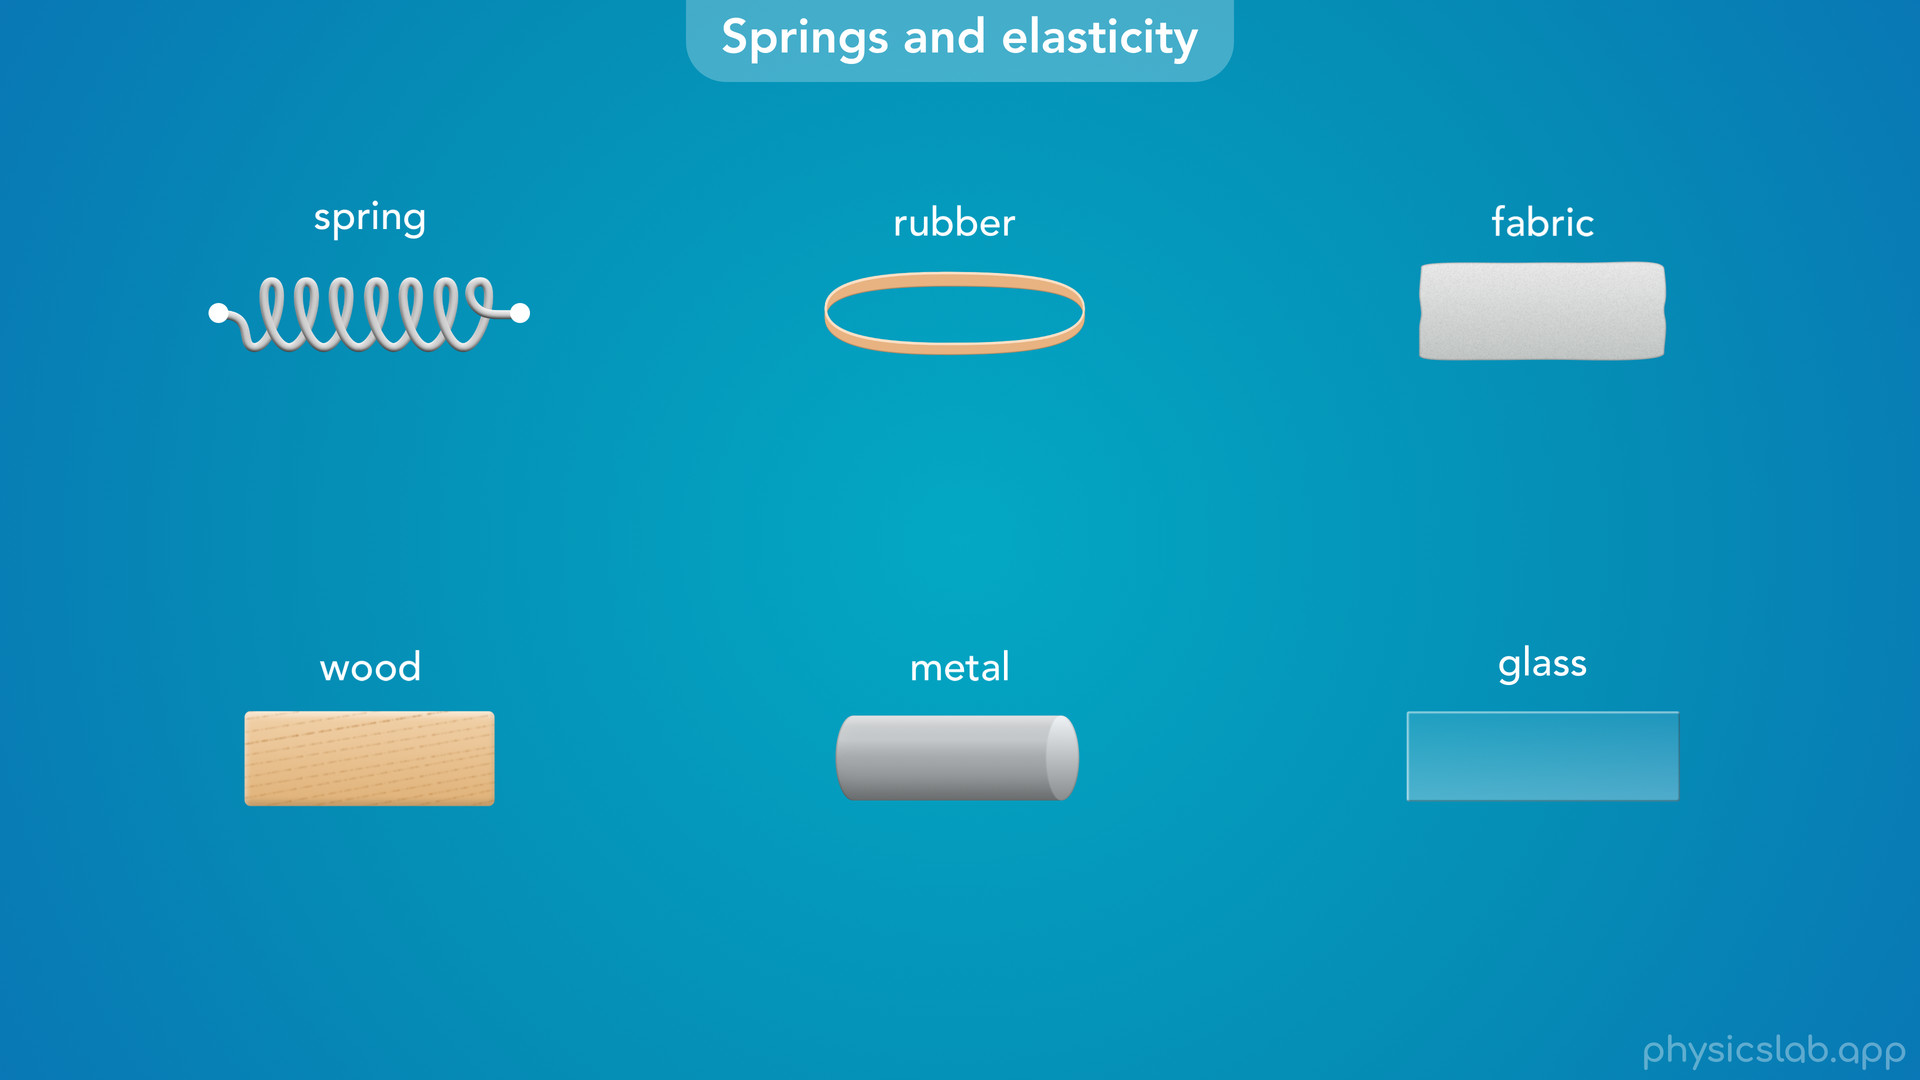 Springs and elasticity
spring
rubber
fabric
wood
metal
glass
physicslab.app